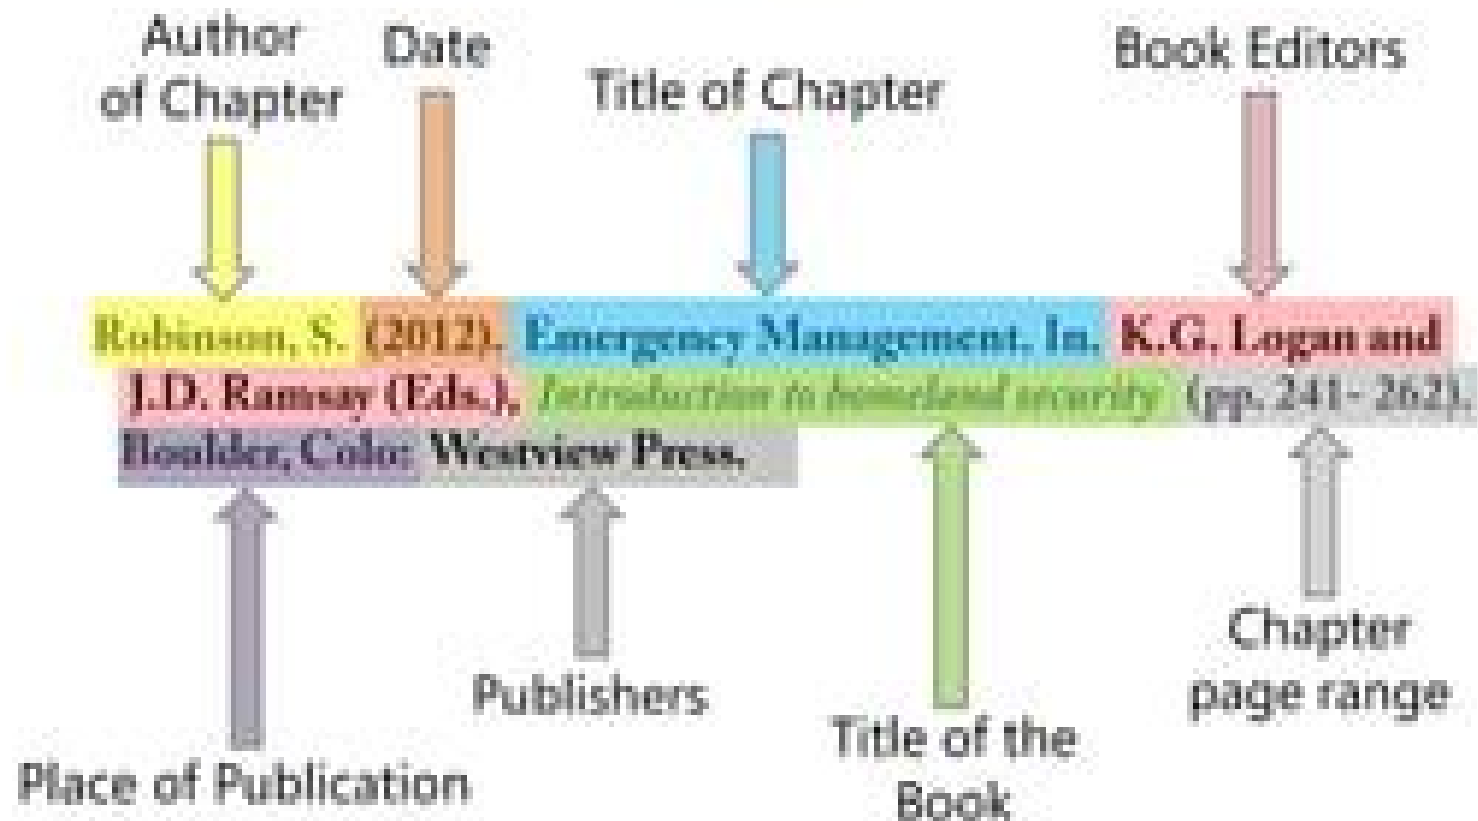 Author
of Chapter
Date
Title of Chapter
Book Editors
Robinson, S. (2012). Emergency Management. In. K.G. Logan and
J.D. Ramsay (Eds.), Introduction to homeland security (pp. 241- 262).
Boulder, Colo: Westview Press.
Place of Publication
Publishers
Title of the
Book
Chapter
page range